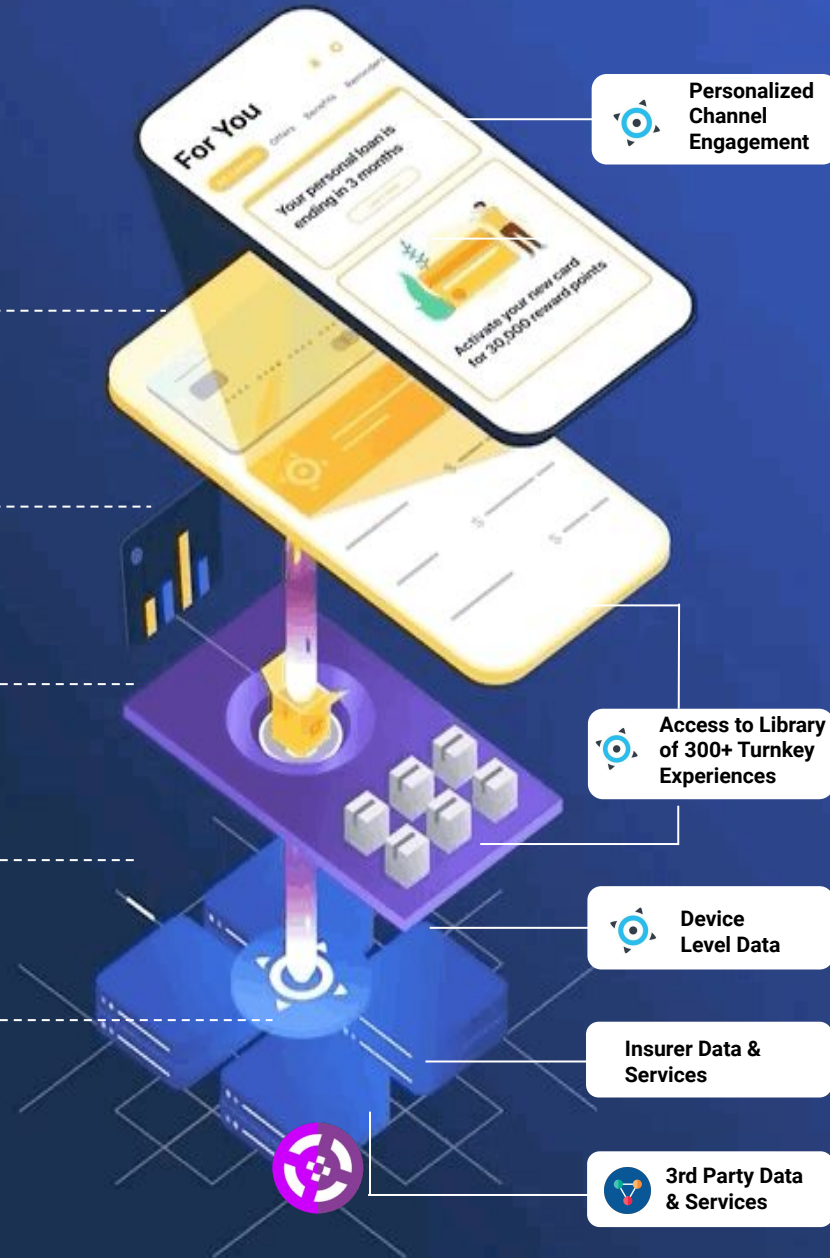 For You
Offers
Benefits
Reminders
Your personal loan is
ending in 3 months
Activate your new card
for 30,000 reward points
$
$
$
Personalized
Channel
Engagement
Access to Library
of 300+ Turnkey
Experiences
Device
Level Data
Insurer Data &
Services
3rd Party Data
& Services